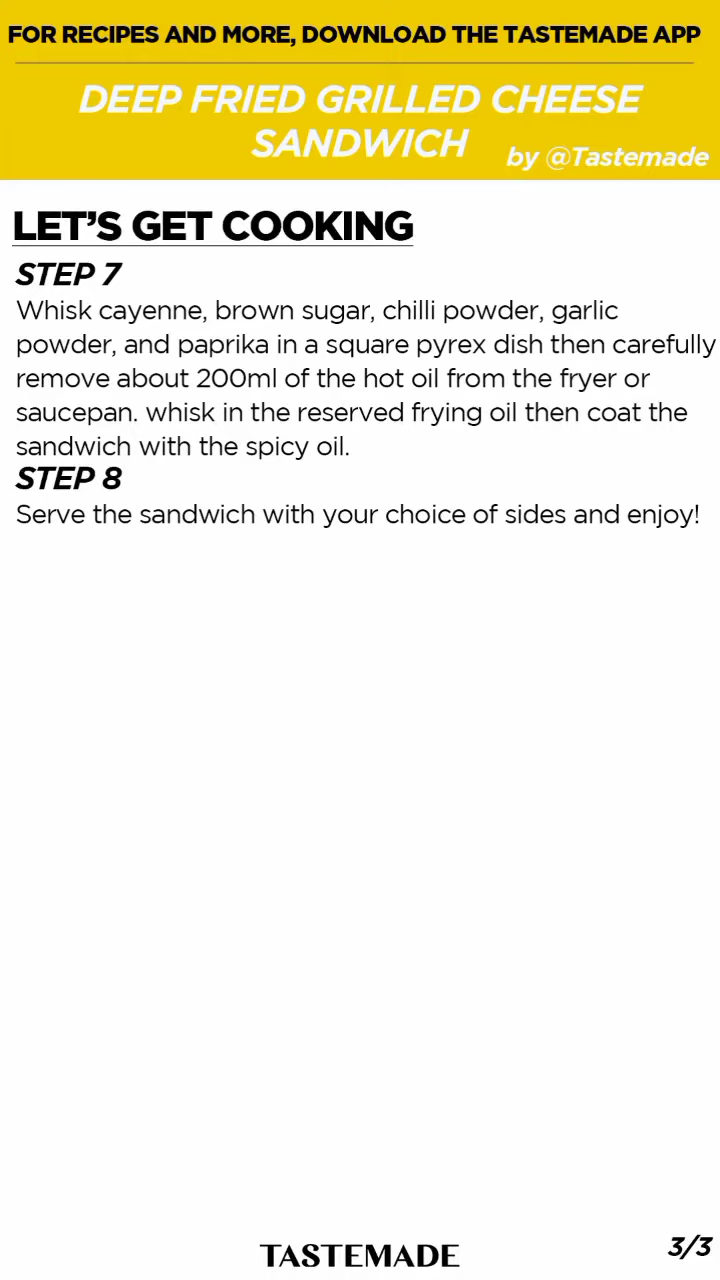 FOR RECIPES AND MORE, DOWNLOAD THE TASTEMADE APP
DEEP FRIED GRILLED CHEESE
SANDWICH
by @Tastemade
LET'S GET COOKING
STEP 7
Whisk cayenne, brown sugar, chilli powder, garlic
powder, and paprika in a square pyrex dish then carefully
remove about 200ml of the hot oil from the fryer or
saucepan. whisk in the reserved frying oil then coat the
sandwich with the spicy oil.
STEP 8
Serve the sandwich with your choice of sides and enjoy!
TASTEMADE
3/3